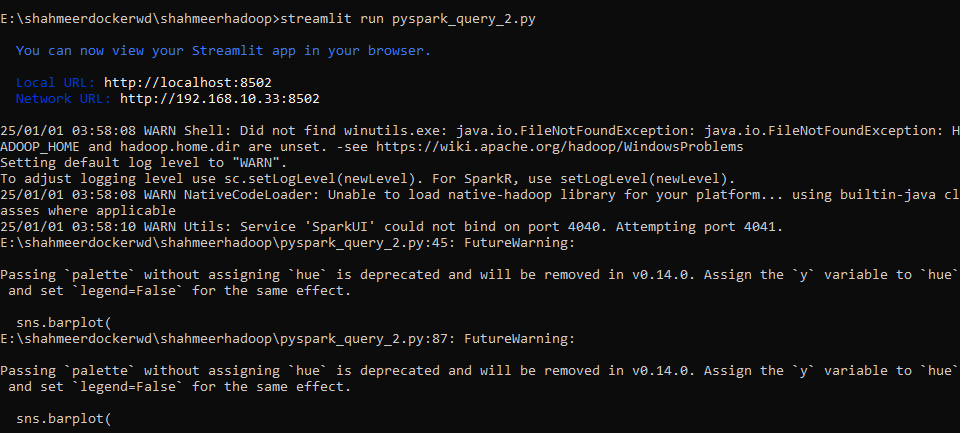 E:\shahmeerdockerwd\shahmeerhadoop>streamlit run pyspark_query_2.py
You can now view your Streamlit app in your browser.
Local URL: http://localhost:8502
Network URL: http://192.168.10.33:8502
25/01/01 03:58:08 WARN Shell: Did not find winutils.exe: java.io.FileNotFoundException: java.io.FileNotFoundException: H
ADOOP_HOME and hadoop.home.dir are unset. -see https://wiki.apache.org/hadoop/WindowsProblems
Setting default log level to "WARN".
To adjust logging level use sc.setLogLevel(newLevel). For SparkR, use setLogLevel(newLevel).
25/01/01 03:58:08 WARN NativeCodeLoader: Unable to load native-hadoop library for your platform... using builtin-java cl
asses where applicable
25/01/01 03:58:10 WARN Utils: Service 'SparkUI' could not bind on port 4040. Attempting port 4041.
E:\shahmeerdockerwd\shahmeerhadoop\pyspark_query_2.py:45: FutureWarning:
Passing `palette` without assigning `hue` is deprecated and will be removed in v0.14.0. Assign the `y` variable to `hue`
and set `legend=False` for the same effect.
sns.barplot(
E:\shahmeerdockerwd\shahmeerhadoop\pyspark_query_2.py:87: FutureWarning:
Passing `palette` without assigning `hue` is deprecated and will be removed in v0.14.0. Assign the `y` variable to `hue`
and set `legend=False` for the same effect.
sns.barplot(